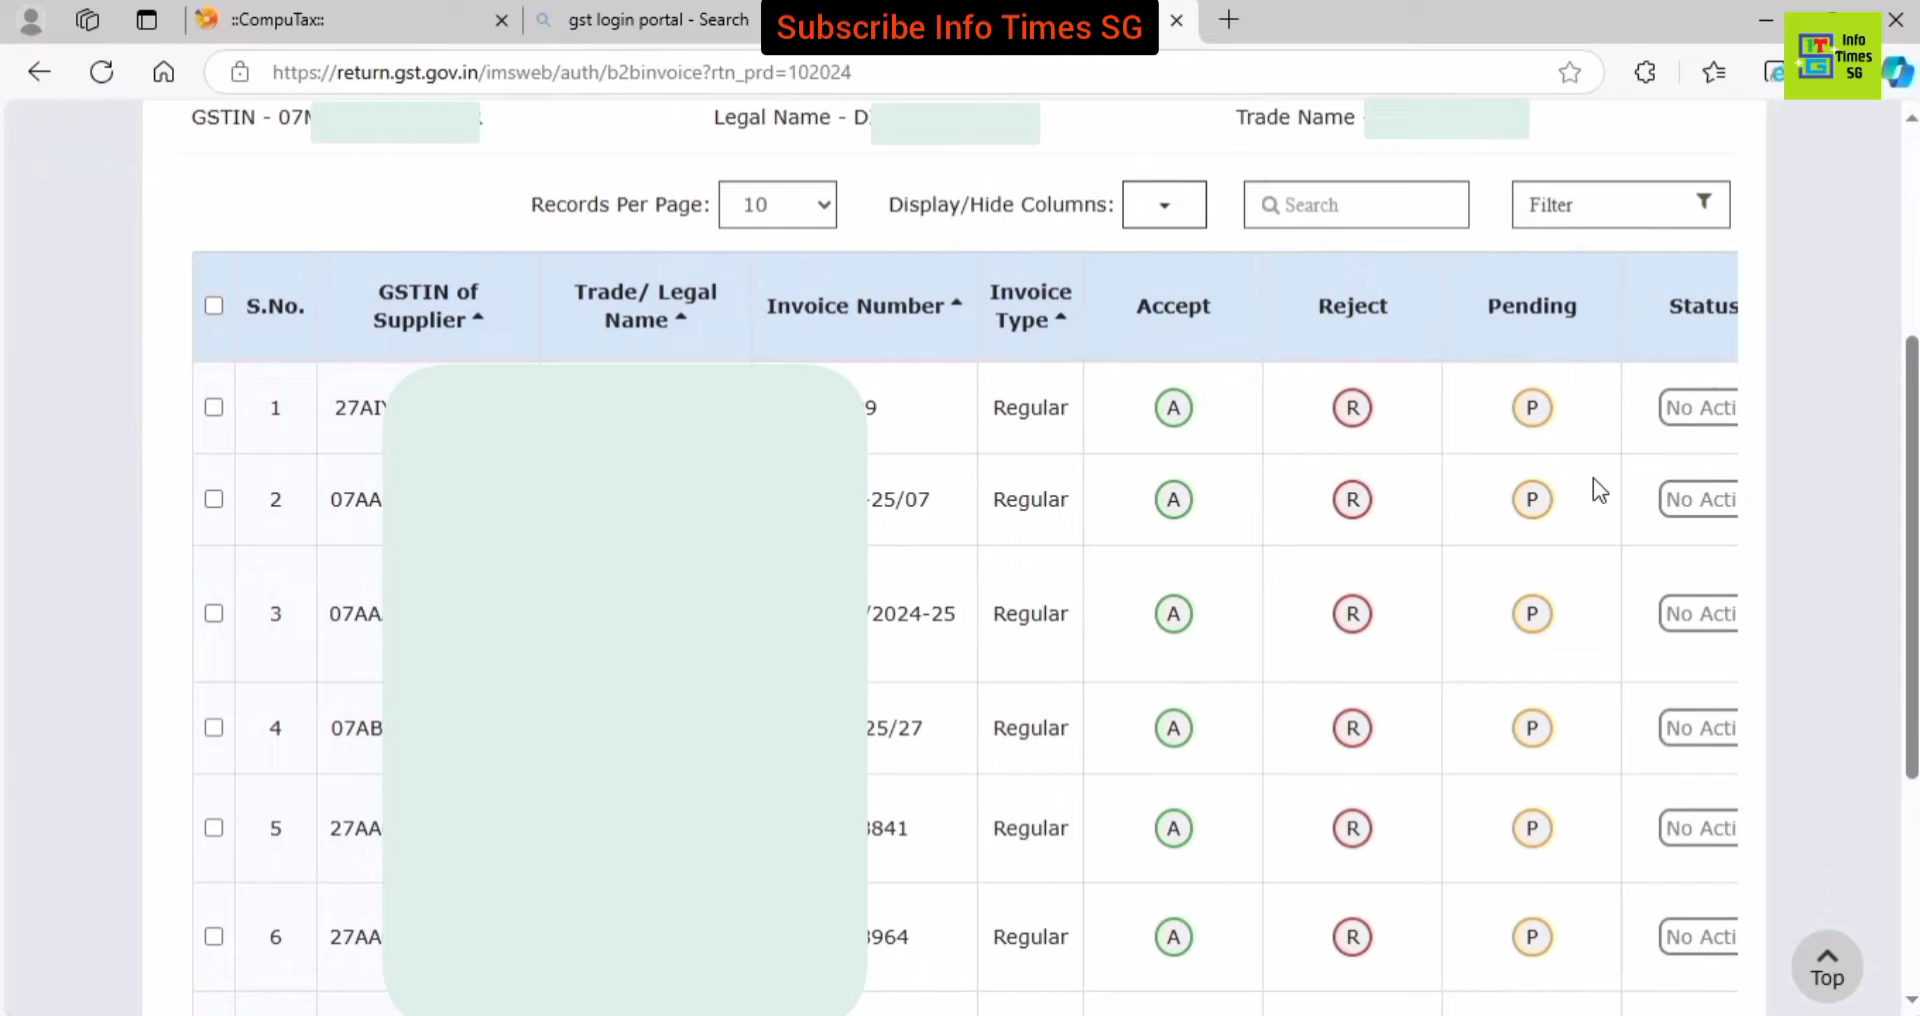 ::CompuTax::
gst login portal - Search
Subscribe Info Times SG
https://return.gst.gov.in/imsweb/auth/b2binvoice?rtn_prd=102024
Info
Times
SG
GSTIN - 07M
Legal Name - D
Trade Name -
Records Per Page: 10
Display/Hide Columns:
Search
Filter
S.No. GSTIN of Supplier Trade/ Legal Name Invoice Number Invoice Type Accept Reject Pending Status
1 27AIY 9 Regular A R P No Acti
2 07AA -25/07 Regular A R P No Acti
3 07AA /2024-25 Regular A R P No Acti
4 07AB 25/27 Regular A R P No Acti
5 27AA 841 Regular A R P No Acti
6 27AA 964 Regular A R P No Acti
Top